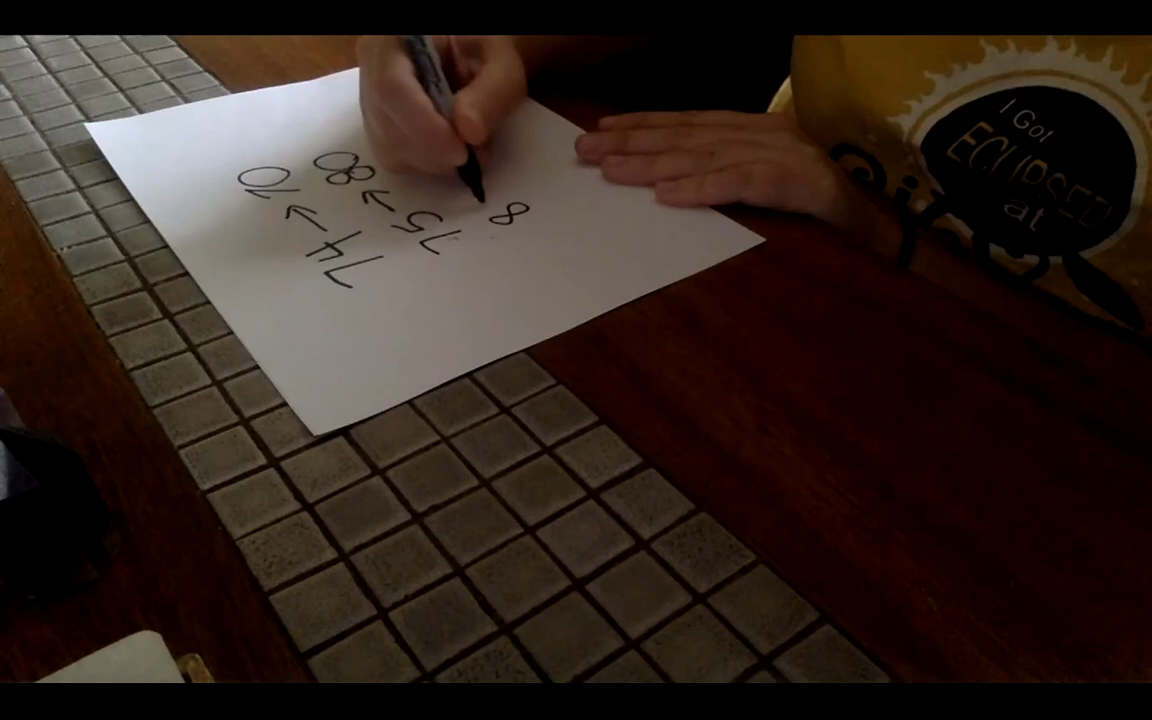 74 → 70
75 → 80
8
I Got
ECLIPSED
at